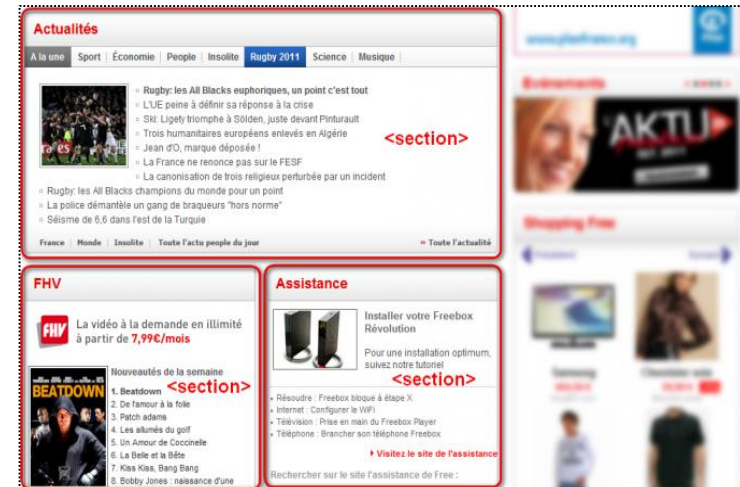 Actualités
A la une Sport Économie People Insolite Rugby 2011 Science Musique
Rugby: les All Blacks euphoriques, un point c'est tout
L'UE peine à définir sa réponse à la crise
Ski: Ligety triomphe à Sölden, juste devant Pinturault
Trois humanitaires européens enlevés en Algérie
Jean d'O, marque déposée !
La France ne renonce pas sur le FESF
La canonisation de trois religieux perturbée par un incident
Rugby: les All Blacks champions du monde pour un point
La police démantèle un gang de braqueurs "hors norme"
Séisme de 6,6 dans l'est de la Turquie
<section>
France Monde Insolite Toute l'actu people du jour
» Toute l'actualité
FHV
FHV
La vidéo à la demande en illimité
à partir de 7,99€/mois
BEATDOWN
Nouveautés de la semaine
1. Beatdown
2. De l'amour à la folie
3. Patch adams
4. Les allumés du golf
5. Un Amour de Coccinelle
6. La Belle et la Bête
7. Kiss Kiss, Bang Bang
8. Bobby Jones : naissance d'une
<section>
Assistance
Installer votre Freebox
Révolution
Pour une installation optimum,
suivez notre tutoriel
<section>
Résoudre : Freebox bloque à étape X
Internet : Configurer le WiFi
Télévision : Prise en main du Freebox Player
Téléphone : Brancher son téléphone Freebox
Visitez le site de l'assistance
Rechercher sur le site l'assistance de Free :
Evénements
AKTU
Shopping Free
Samsung